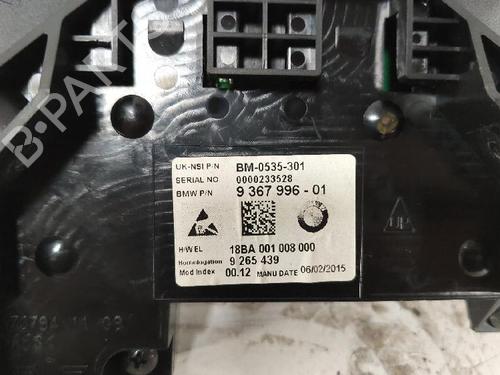 B-PARTS
UK-NSI P/N BM-0535-301
SERIAL NO 0000233528
BMW P/N 9 367 996 - 01
H/W EL 18BA 001 008 000
Homologation 9 265 439
Mod Index 00.12 MANU DATE 06/02/2015